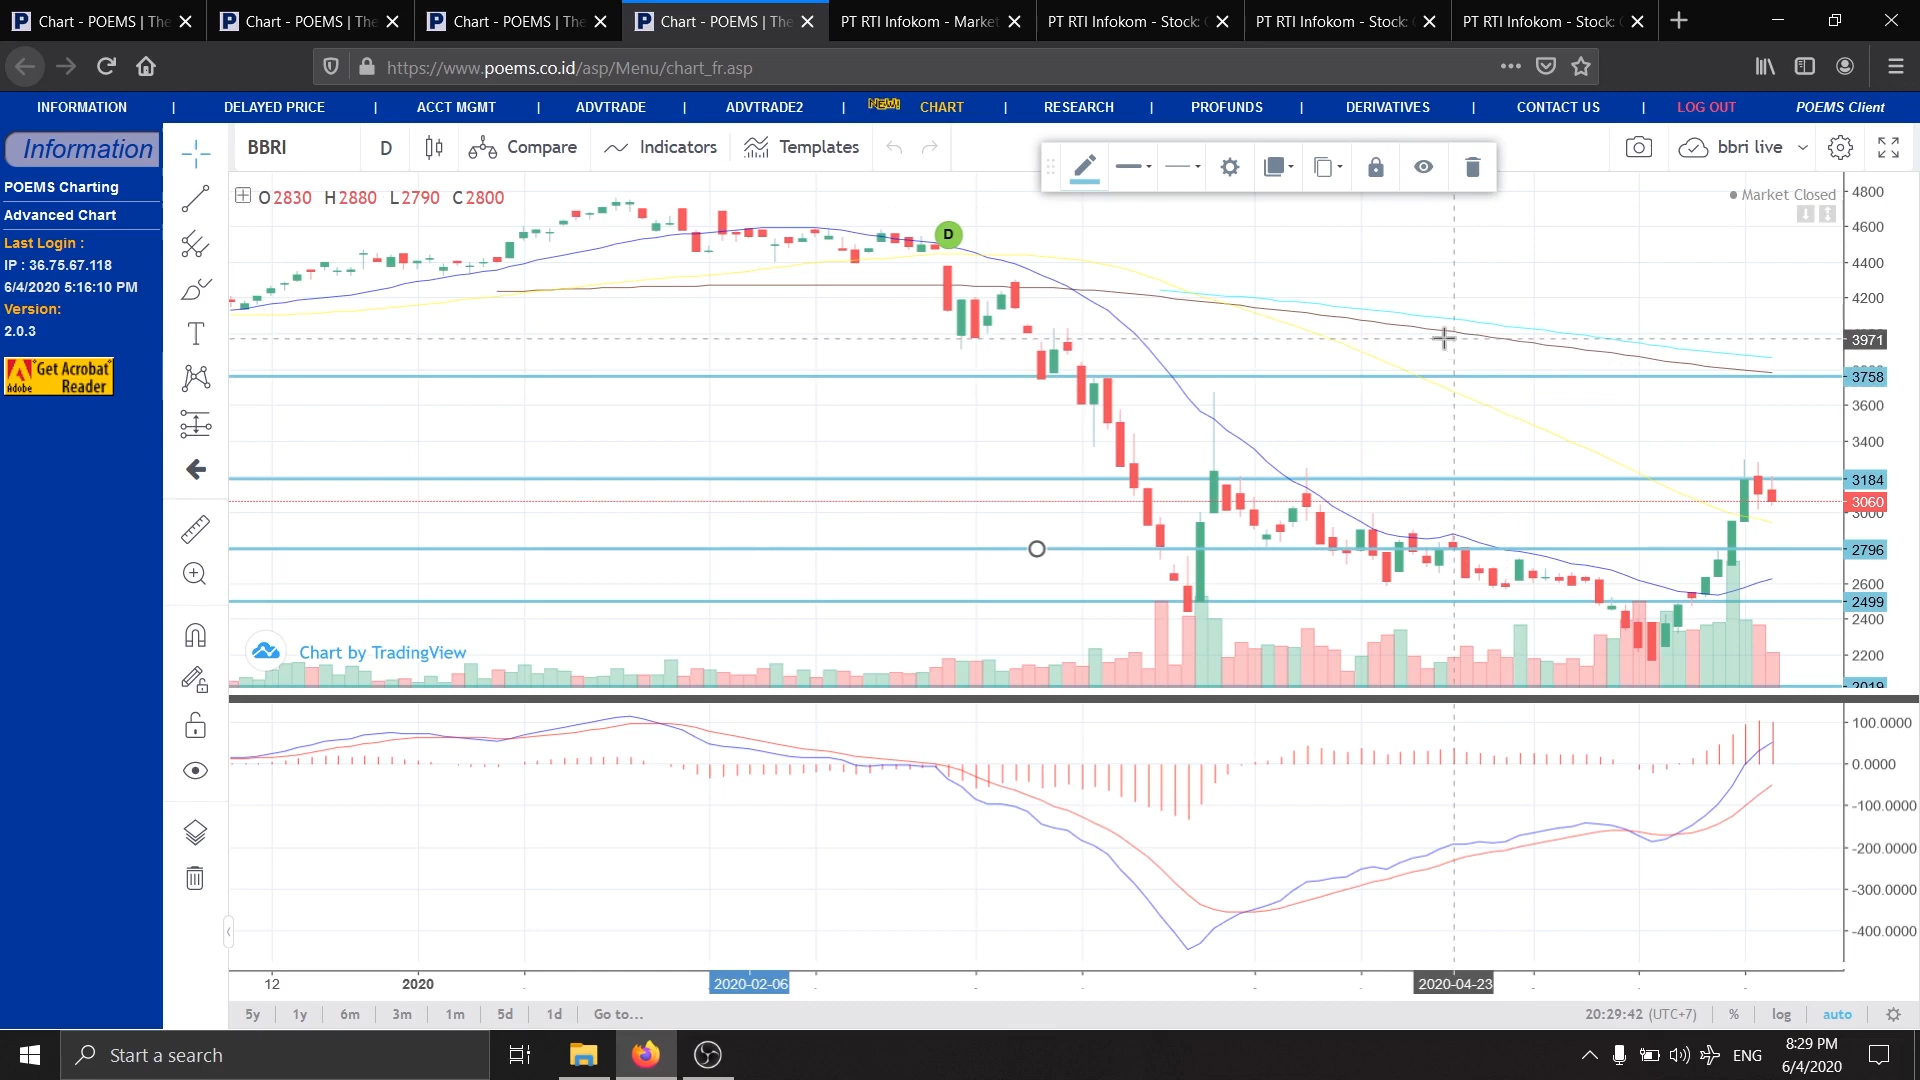 Chart - POEMS | The
Chart - POEMS | The
Chart - POEMS | The
Chart - POEMS | The
PT RTI Infokom - Market
PT RTI Infokom - Stock:
PT RTI Infokom - Stock:
PT RTI Infokom - Stock:
https://www.poems.co.id/asp/Menu/chart_fr.asp
INFORMATION | DELAYED PRICE | ACCT MGMT | ADVTRADE | ADVTRADE2 | NEW! CHART | RESEARCH | PROFUNDS | DERIVATIVES | CONTACT US | LOG OUT POEMS Client
Information
POEMS Charting
Advanced Chart
Last Login :
IP : 36.75.67.118
6/4/2020 5:16:10 PM
Version:
2.0.3
Get Acrobat
Reader
Adobe
BBRI D Compare Indicators Templates bbri live
O2830 H2880 L2790 C2800
Market Closed
D
T
4800
4600
4400
4200
3971
3758
3600
3400
3184
3060
3000
2796
2600
2499
2400
2200
2019
Chart by TradingView
100.0000
0.0000
-100.0000
-200.0000
-300.0000
-400.0000
12 2020 2020-02-06 2020-04-23
5y 1y 6m 3m 1m 5d 1d Go to... 20:29:42 (UTC+7) % log auto
Start a search
ENG
8:29 PM
6/4/2020